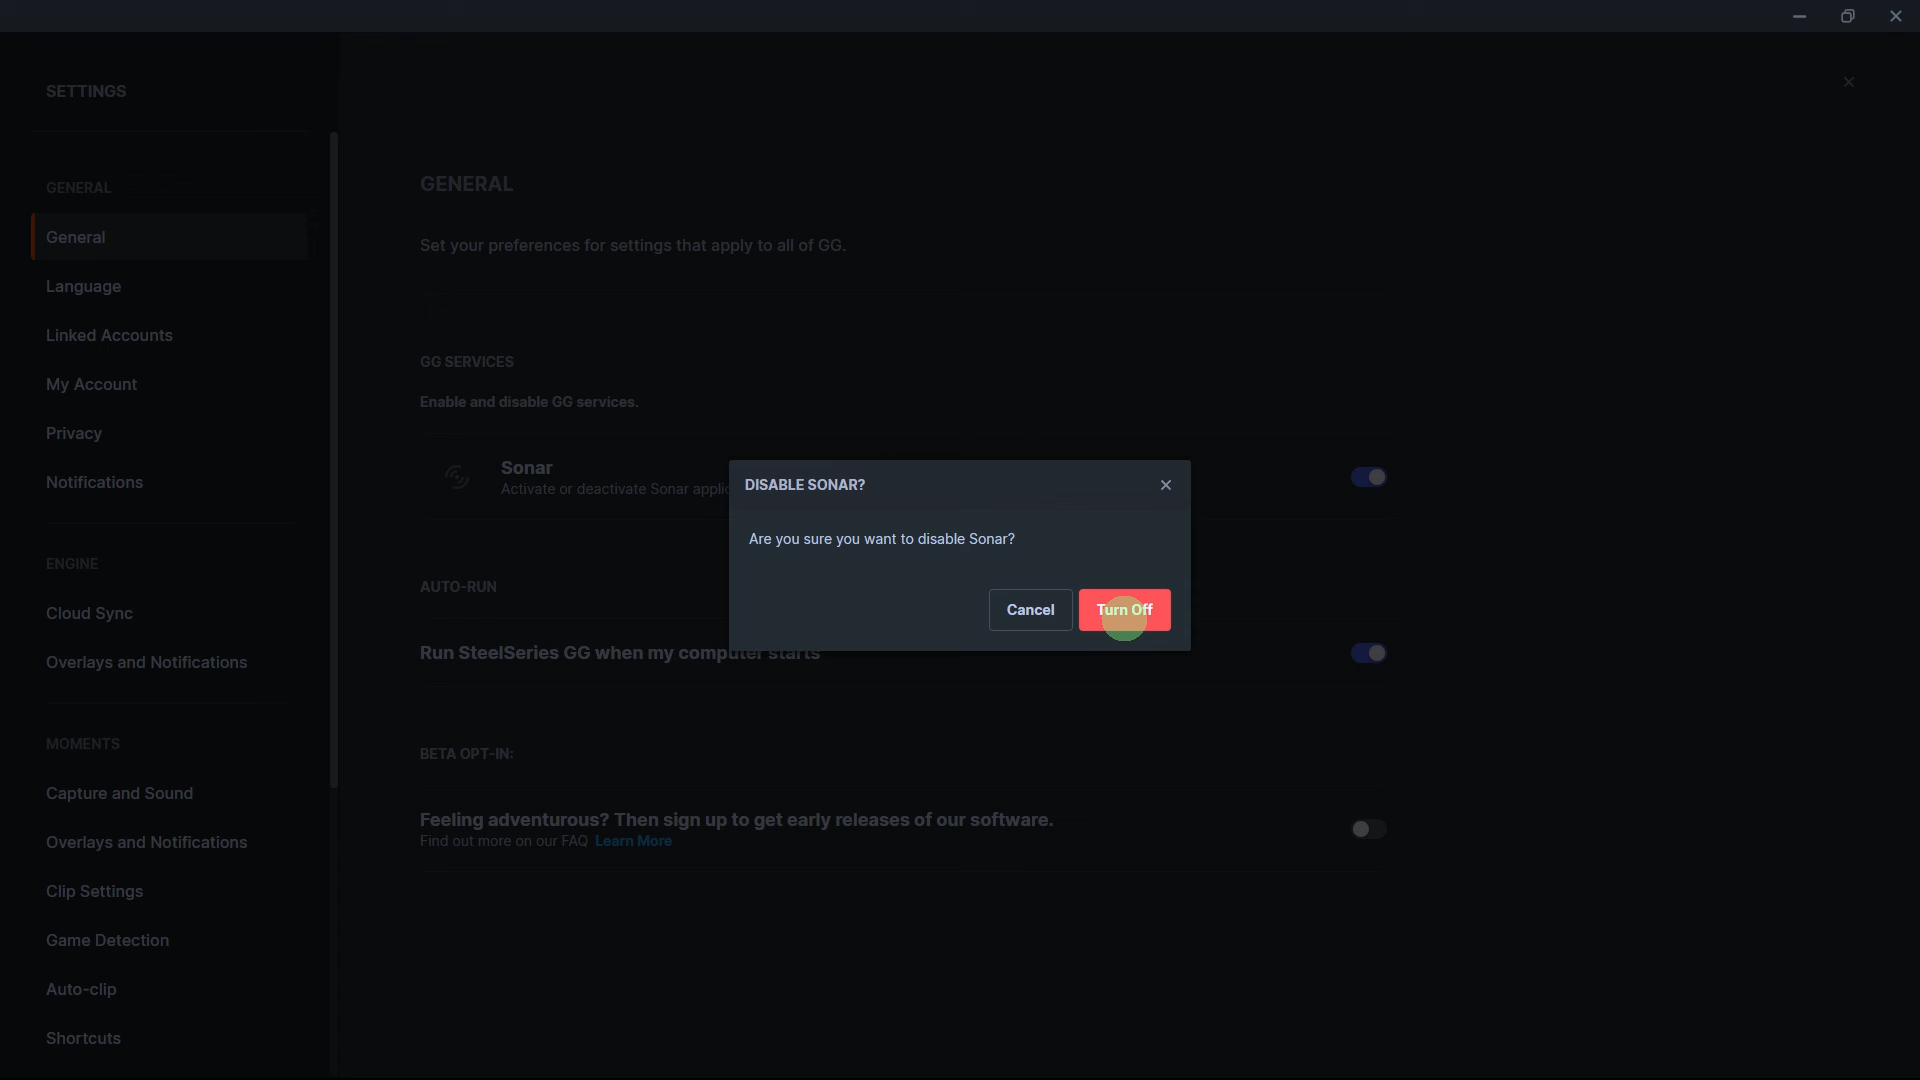 SETTINGS
GENERAL
General
Language
Linked Accounts
My Account
Privacy
Notifications
ENGINE
Cloud Sync
Overlays and Notifications
MOMENTS
Capture and Sound
Overlays and Notifications
Clip Settings
Game Detection
Auto-clip
Shortcuts
GENERAL
Set your preferences for settings that apply to all of GG.
GG SERVICES
Enable and disable GG services.
Sonar
Activate or deactivate Sonar
AUTO-RUN
Run SteelSeries GG when my computer starts
BETA OPT-IN:
Feeling adventurous? Then sign up to get early releases of our software.
Find out more on our FAQ Learn More
DISABLE SONAR?
Are you sure you want to disable Sonar?
Cancel
Turn Off